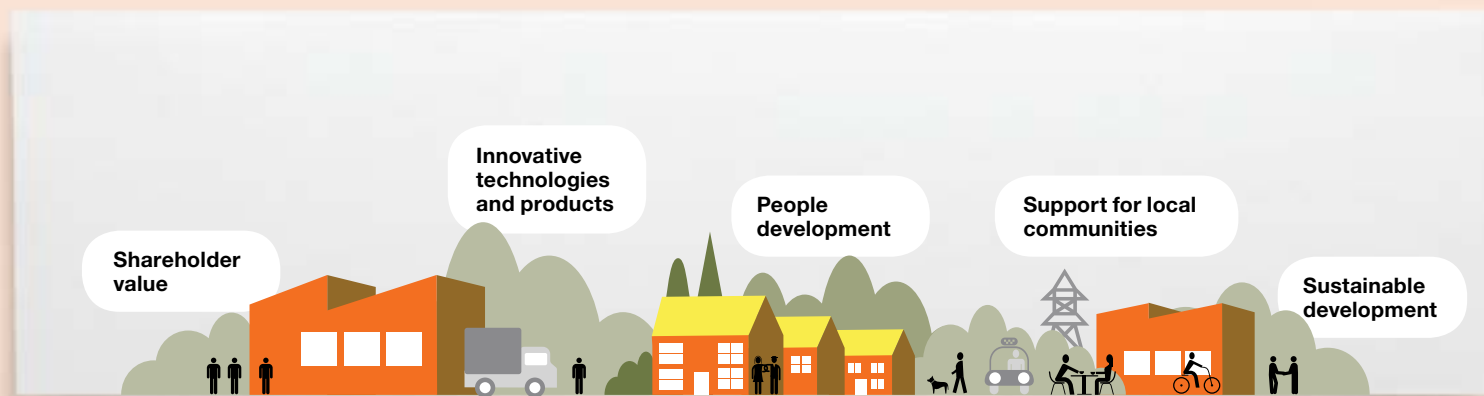 Shareholder
value
Innovative
technologies
and products
People
development
Support for local
communities
Sustainable
development